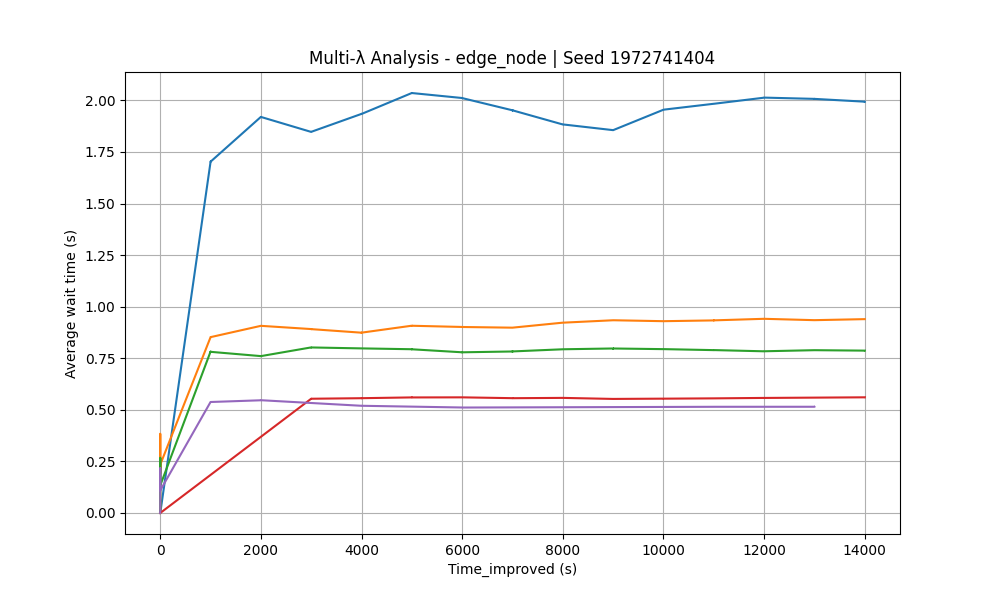 Multi-λ Analysis - edge_node | Seed 1972741404
Average wait time (s)
2.00
1.75
1.50
1.25
1.00
0.75
0.50
0.25
0.00
0 2000 4000 6000 8000 10000 12000 14000
Time_improved (s)